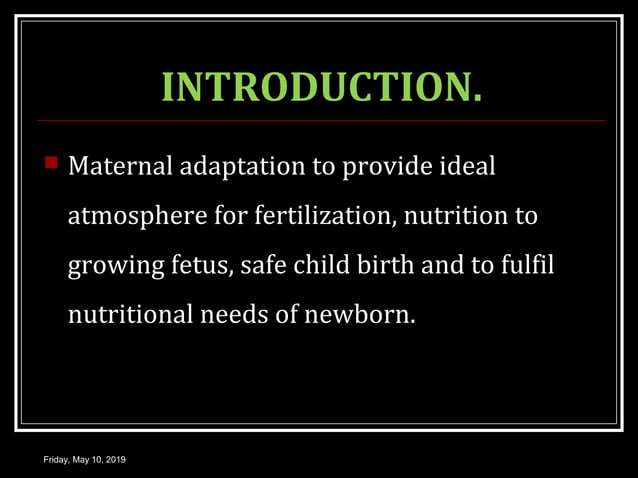 INTRODUCTION.
Maternal adaptation to provide ideal
atmosphere for fertilization, nutrition to
growing fetus, safe child birth and to fulfil
nutritional needs of newborn.
Friday, May 10, 2019